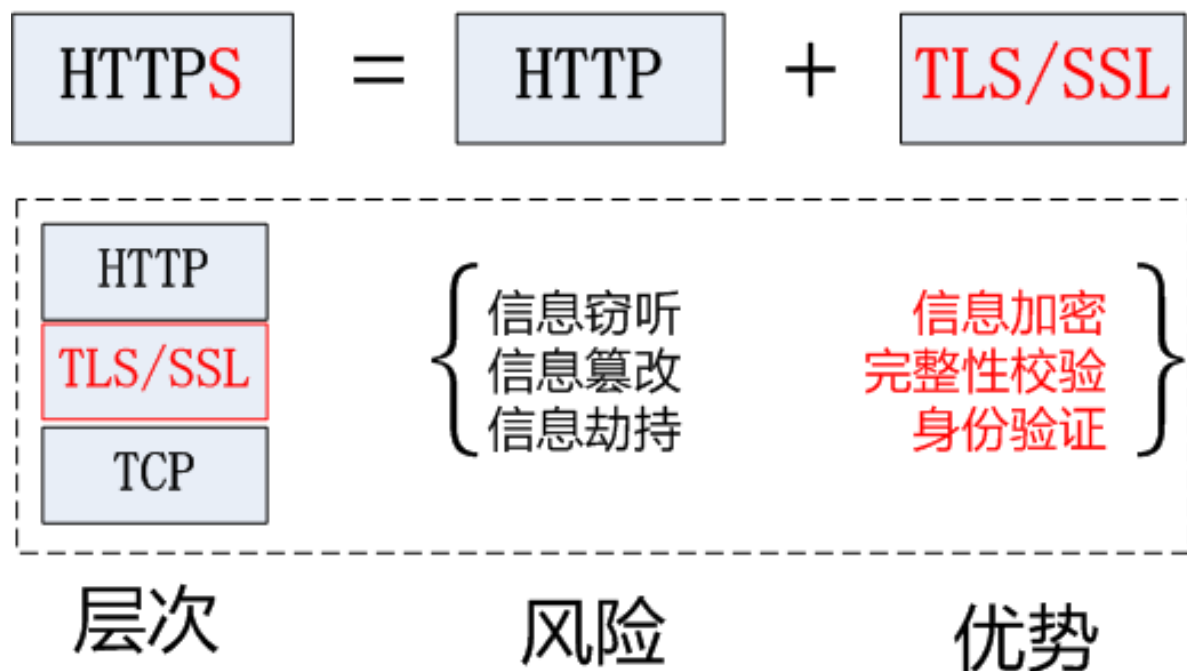 HTTPS = HTTP + TLS/SSL
HTTP
TLS/SSL
TCP
信息窃听
信息篡改
信息劫持
信息加密
完整性校验
身份验证
层次
风险
优势